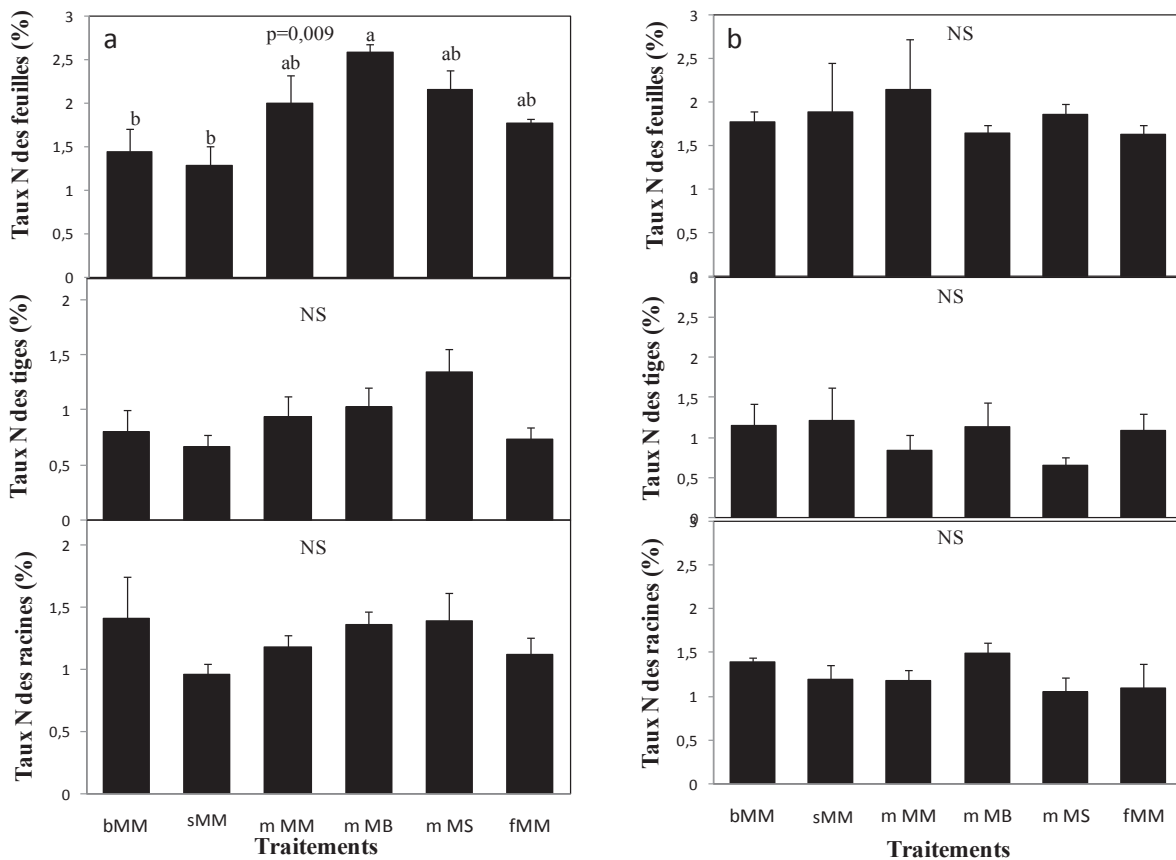 a
p=0,009
b
b
ab
a
ab
ab
Taux N des feuilles (%)
3
2,5
2
1,5
1
0,5
0
NS
Taux N des tiges (%)
2
1,5
1
0,5
0
NS
Taux N des racines (%)
2
1,5
1
0,5
0
bMM sMM m MM m MB m MS fMM
Traitements
b
NS
Taux N des feuilles (%)
3
2,5
2
1,5
1
0,5
NS
Taux N des tiges (%)
3
2,5
2
1,5
1
0,5
NS
Taux N des racines (%)
3
2,5
2
1,5
1
0,5
0
bMM sMM m MM m MB m MS fMM
Traitements